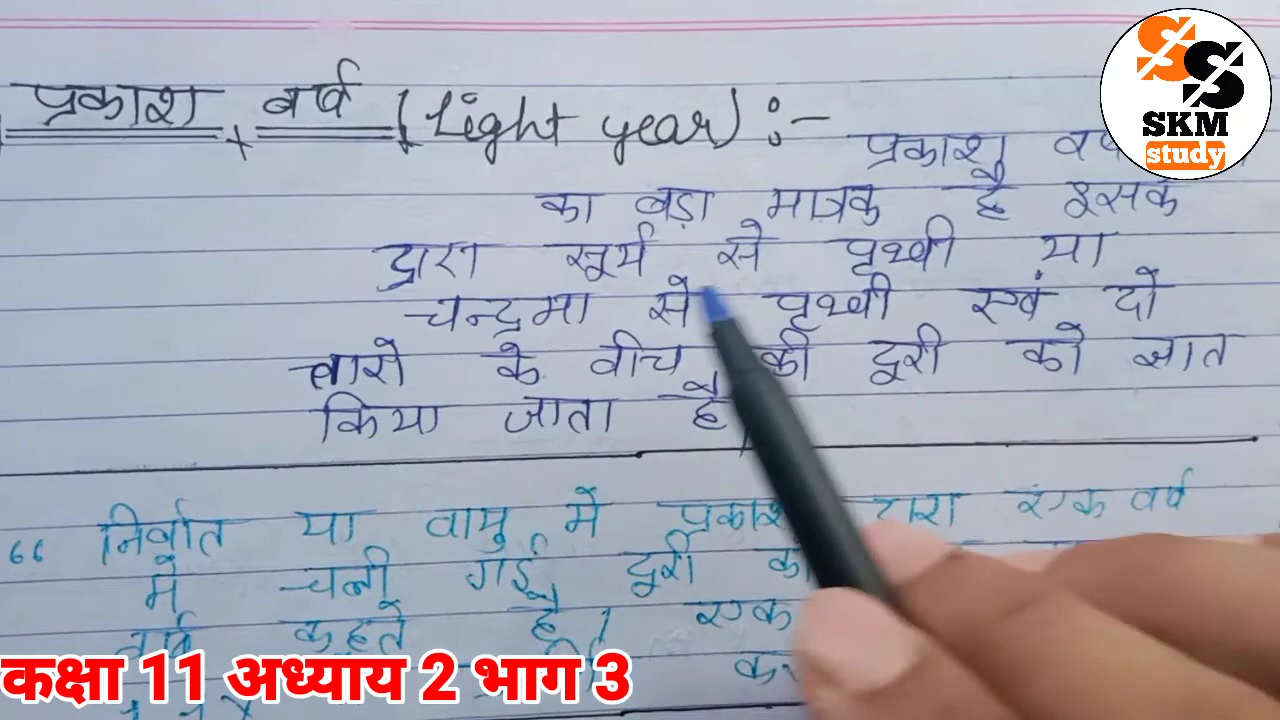 प्रकाश वर्ष (Light year) :-
SS
SKM
study
प्रकाश
का बड़ा मात्रक है इसके
द्वारा सूर्य से पृथ्वी या
चन्द्रमा से पृथ्वी एवं दो
तारो के बीच की दूरी को ज्ञात
किया जाता है।
“ निर्वात या वायु में प्रकाश द्वारा एक वर्ष
में चली गई दूरी
वर्ष कहते है। एक
कक्षा 11 अध्याय 2 भाग 3